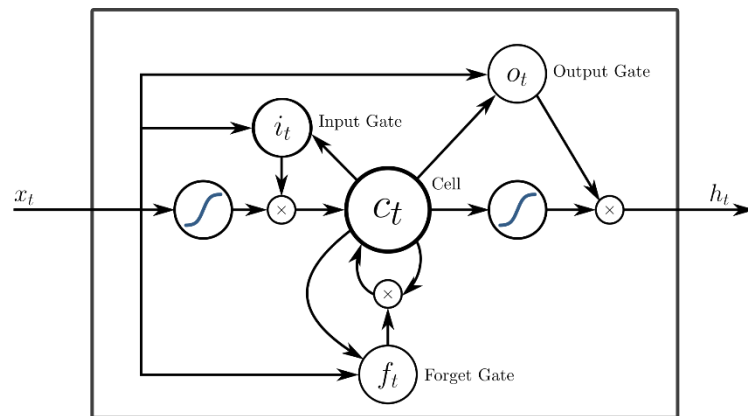 o_t
Output Gate
i_t
Input Gate
x_t
Cell
c_t
h_t
×
×
×
f_t
Forget Gate